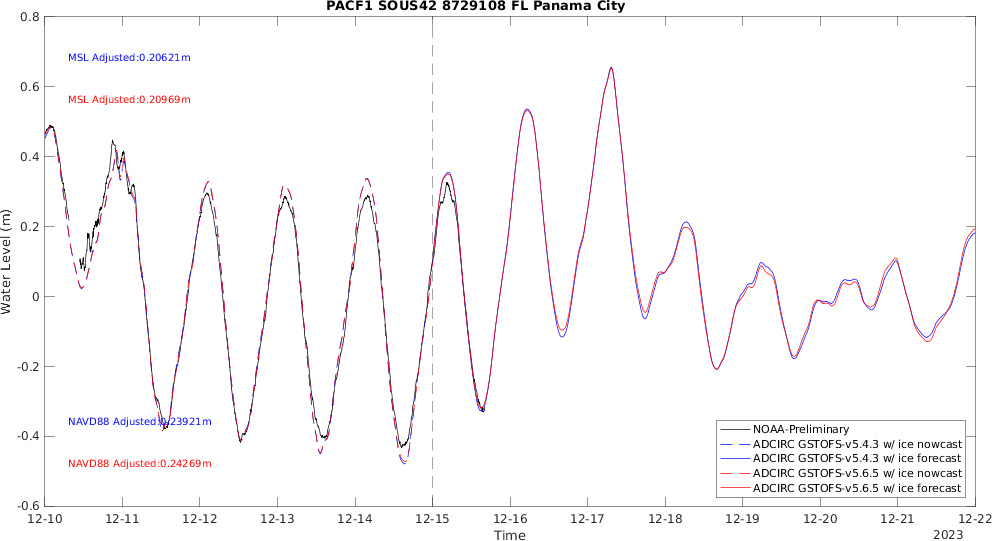 PACF1 SOUS42 8729108 FL Panama City
0.8
0.6
0.4
0.2
0
-0.2
-0.4
-0.6
Water Level (m)
MSL Adjusted:0.20621m
MSL Adjusted:0.20969m
NAVD88 Adjusted:0.23921m
NAVD88 Adjusted:0.24269m
NOAA-Preliminary
ADCIRC GSTOFS-v5.4.3 w/ ice nowcast
ADCIRC GSTOFS-v5.4.3 w/ ice forecast
ADCIRC GSTOFS-v5.6.5 w/ ice nowcast
ADCIRC GSTOFS-v5.6.5 w/ ice forecast
12-10 12-11 12-12 12-13 12-14 12-15 12-16 12-17 12-18 12-19 12-20 12-21 12-22
Time
2023